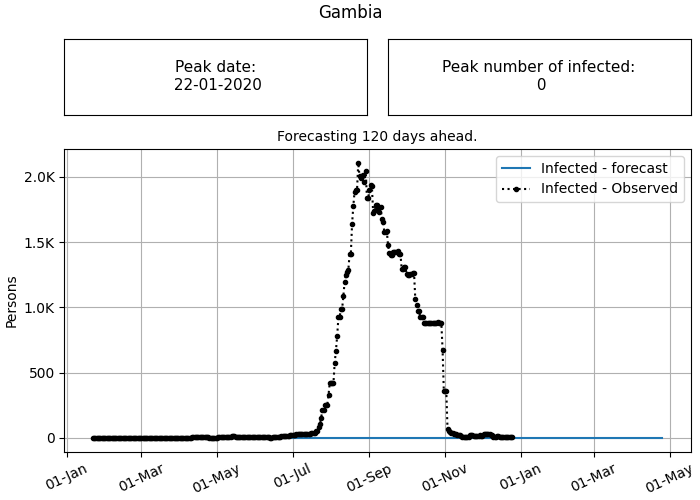 Gambia
Peak date:
22-01-2020
Peak number of infected:
0
Forecasting 120 days ahead.
Infected - forecast
Infected - Observed
2.0K
1.5K
1.0K
500
0
Persons
01-Jan
01-Mar
01-May
01-Jul
01-Sep
01-Nov
01-Jan
01-Mar
01-May